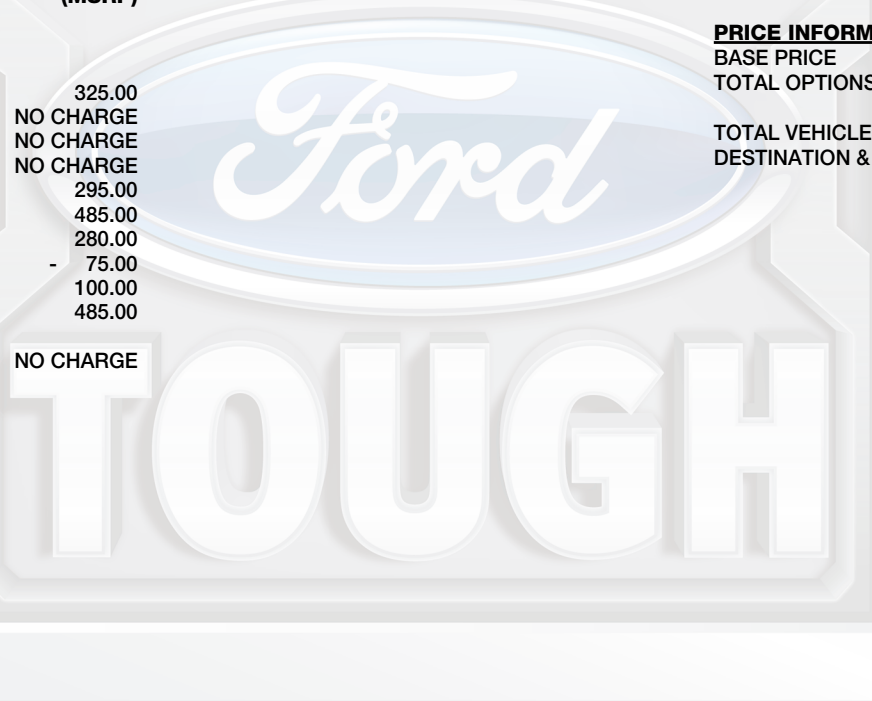 (MSRP)
325.00
NO CHARGE
NO CHARGE
NO CHARGE
295.00
485.00
280.00
- 75.00
100.00
485.00
NO CHARGE
PRICE INFORM
BASE PRICE
TOTAL OPTIONS
TOTAL VEHICLE
DESTINATION &
Ford
TOUGH